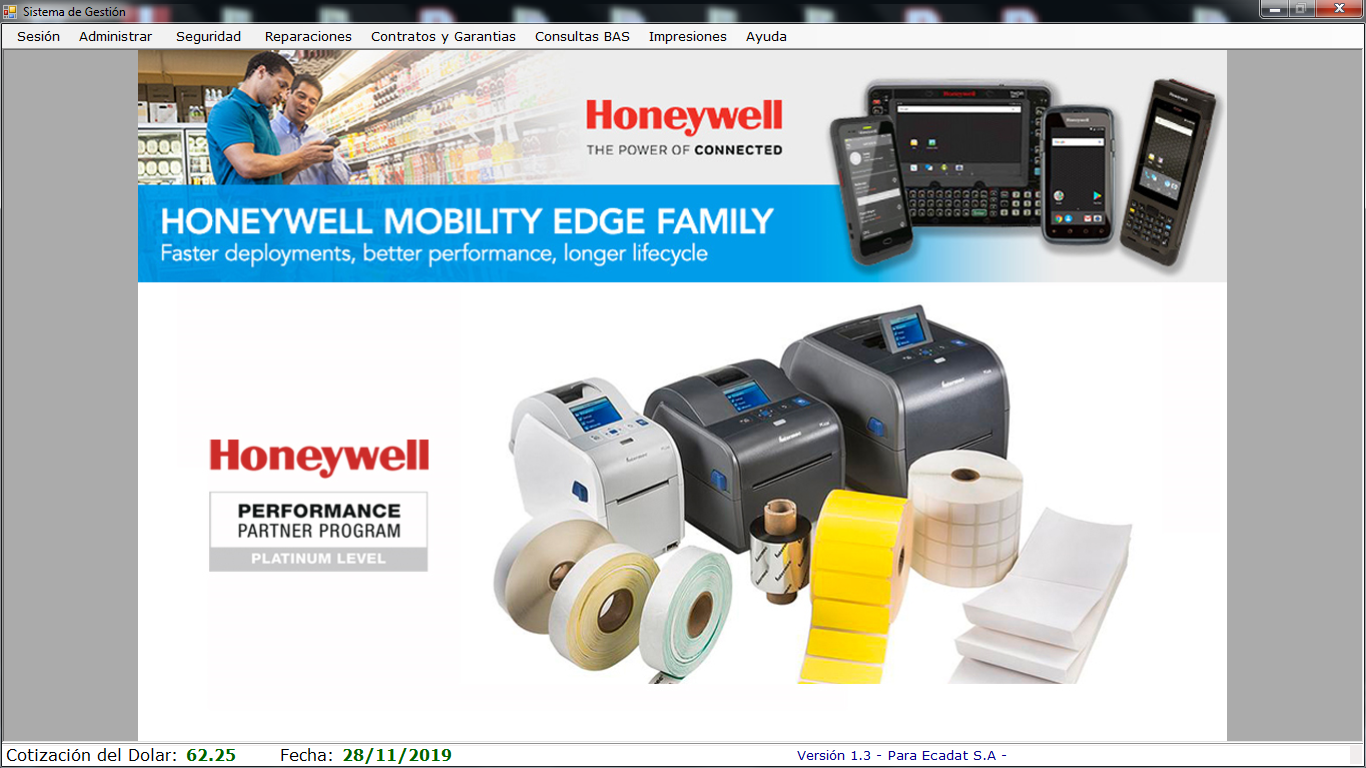 Sistema de Gestión
Sesión Administrar Seguridad Reparaciones Contratos y Garantias Consultas BAS Impresiones Ayuda
Honeywell
THE POWER OF CONNECTED
HONEYWELL MOBILITY EDGE FAMILY
Faster deployments, better performance, longer lifecycle
Honeywell
PERFORMANCE
PARTNER PROGRAM
PLATINUM LEVEL
Cotización del Dolar: 62.25 Fecha: 28/11/2019 Versión 1.3 - Para Ecadat S.A -